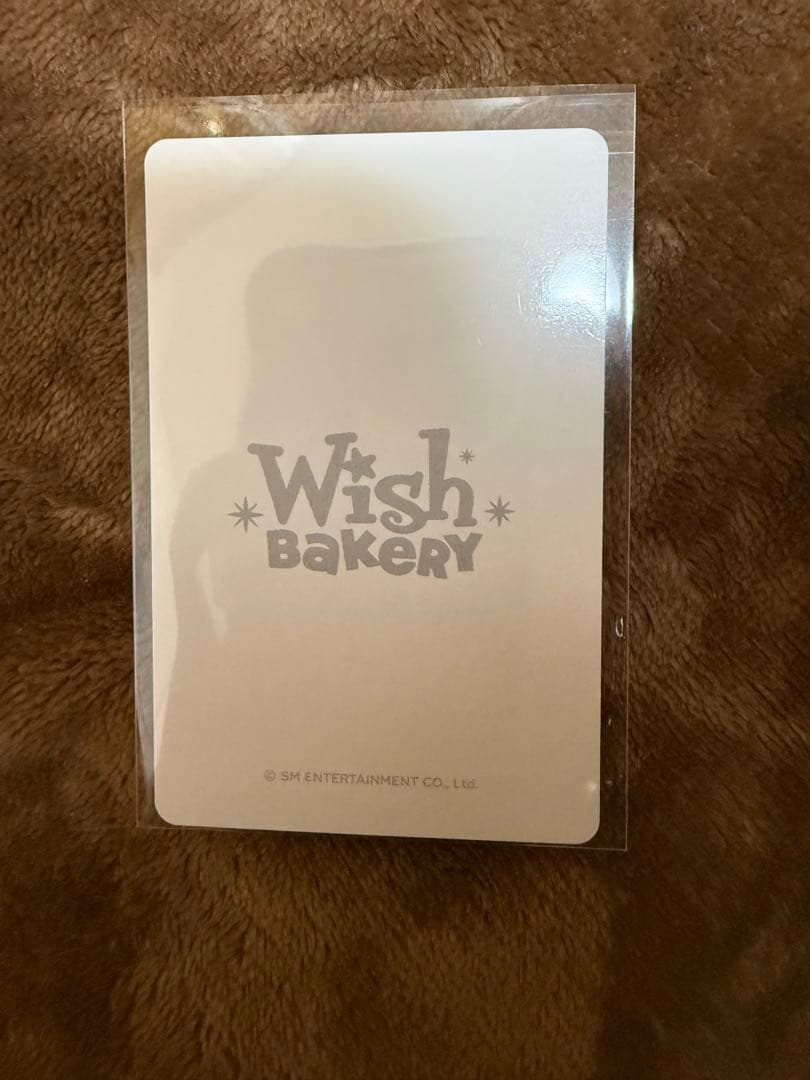 Wish
BAKERY
© SM ENTERTAINMENT CO., Ltd.